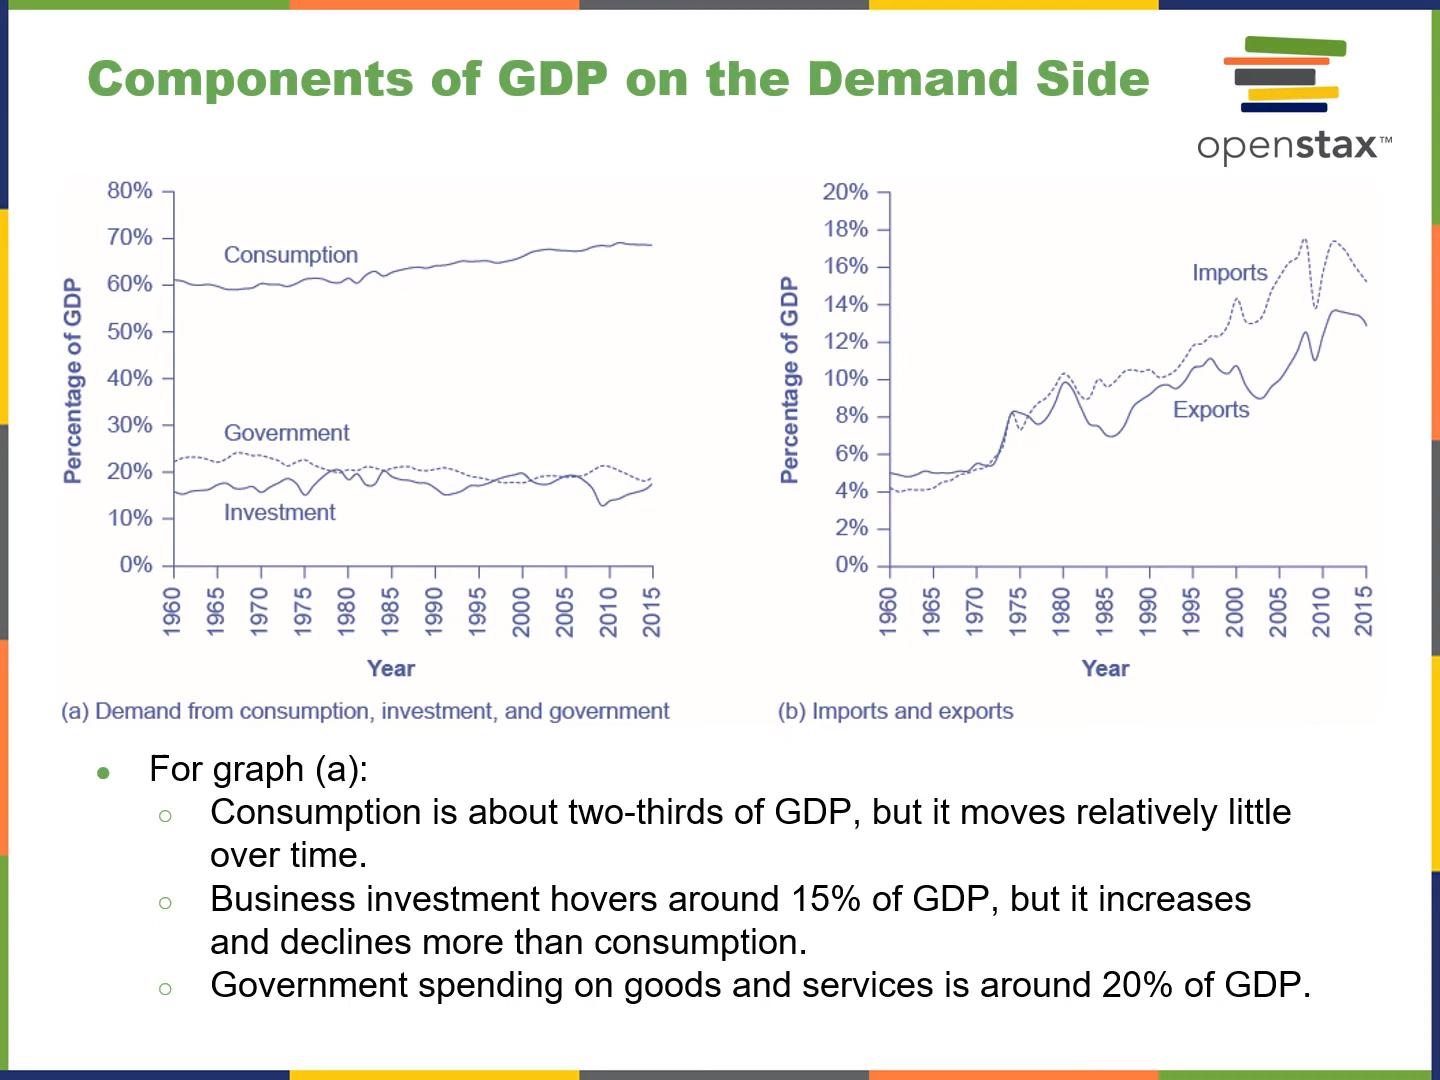 Components of GDP on the Demand Side
openstax™
80%
70%
60%
50%
40%
30%
20%
10%
0%
Percentage of GDP
Consumption
Government
Investment
1960
1965
1970
1975
1980
1985
1990
1995
2000
2005
2010
2015
Year
(a) Demand from consumption, investment, and government
20%
18%
16%
14%
12%
10%
8%
6%
4%
2%
0%
Percentage of GDP
Imports
Exports
1960
1965
1970
1975
1980
1985
1990
1995
2000
2005
2010
2015
Year
(b) Imports and exports
● For graph (a):
○ Consumption is about two-thirds of GDP, but it moves relatively little
over time.
○ Business investment hovers around 15% of GDP, but it increases
and declines more than consumption.
○ Government spending on goods and services is around 20% of GDP.